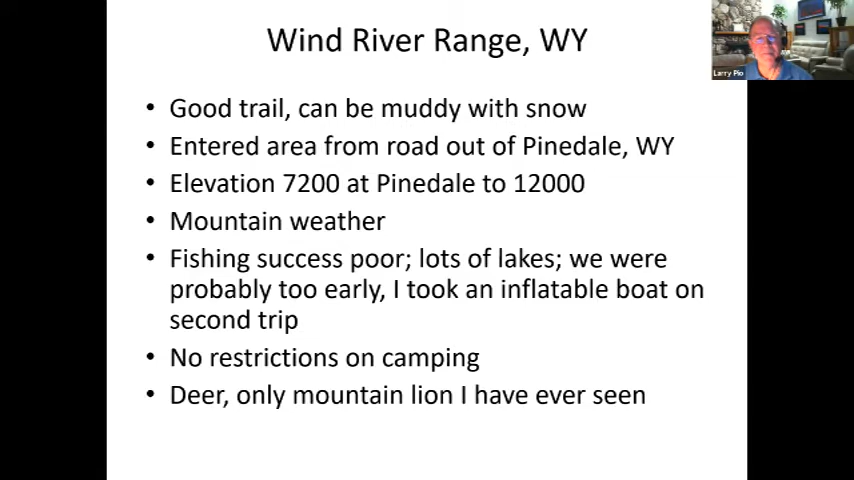 Wind River Range, WY
Larry Pio
• Good trail, can be muddy with snow
• Entered area from road out of Pinedale, WY
• Elevation 7200 at Pinedale to 12000
• Mountain weather
• Fishing success poor; lots of lakes; we were
probably too early, I took an inflatable boat on
second trip
• No restrictions on camping
• Deer, only mountain lion I have ever seen